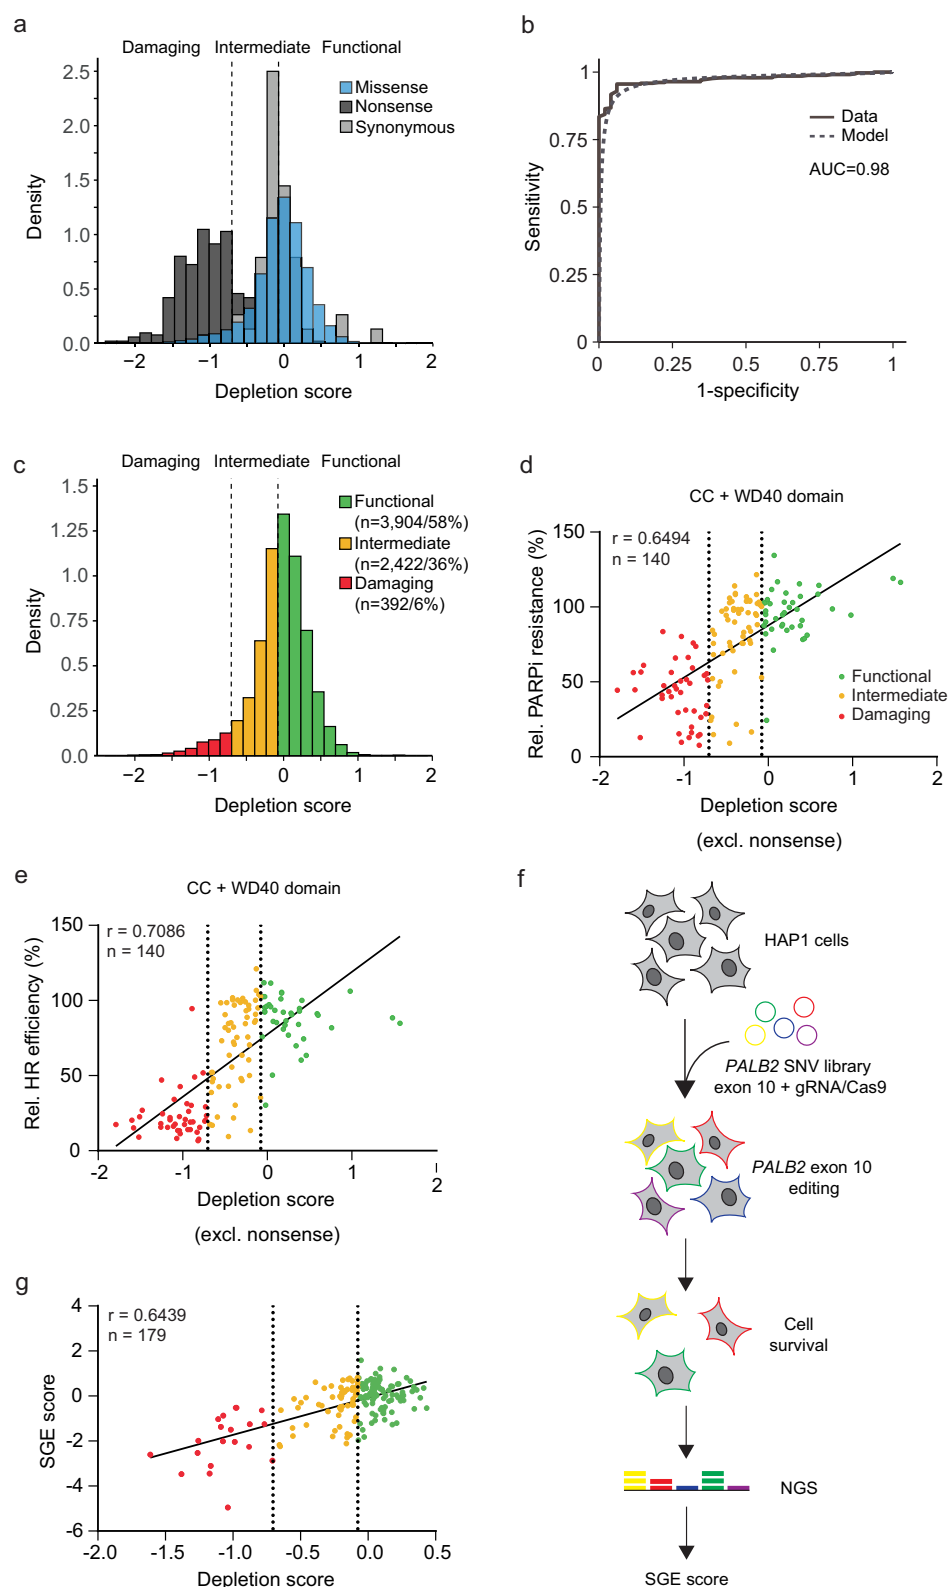 a
Damaging Intermediate Functional
2.5
2.0
1.5
1.0
0.5
0.0
Density
Missense
Nonsense
Synonymous
−2 −1 0 1 2
Depletion score
b
1
0.75
0.5
0.25
0
Sensitivity
Data
Model
AUC=0.98
0 0.25 0.5 0.75 1
1-specificity
c
Damaging Intermediate Functional
1.5
1.25
1.0
0.75
0.5
0.25
0.0
Density
Functional
(n=3,904/58%)
Intermediate
(n=2,422/36%)
Damaging
(n=392/6%)
−2 −1 0 1 2
Depletion score
d
CC + WD40 domain
150
100
50
0
Rel. PARPi resistance (%)
r = 0.6494
n = 140
Functional
Intermediate
Damaging
-2 -1 0 1 2
Depletion score
(excl. nonsense)
e
CC + WD40 domain
150
100
50
0
Rel. HR efficiency (%)
r = 0.7086
n = 140
-2 -1 0 1 2
Depletion score
(excl. nonsense)
f
HAP1 cells
PALB2 SNV library
exon 10 + gRNA/Cas9
PALB2 exon 10
editing
Cell
survival
NGS
SGE score
g
4
2
0
-2
-4
-6
SGE score
r = 0.6439
n = 179
-2.0 -1.5 -1.0 -0.5 0.0 0.5
Depletion score